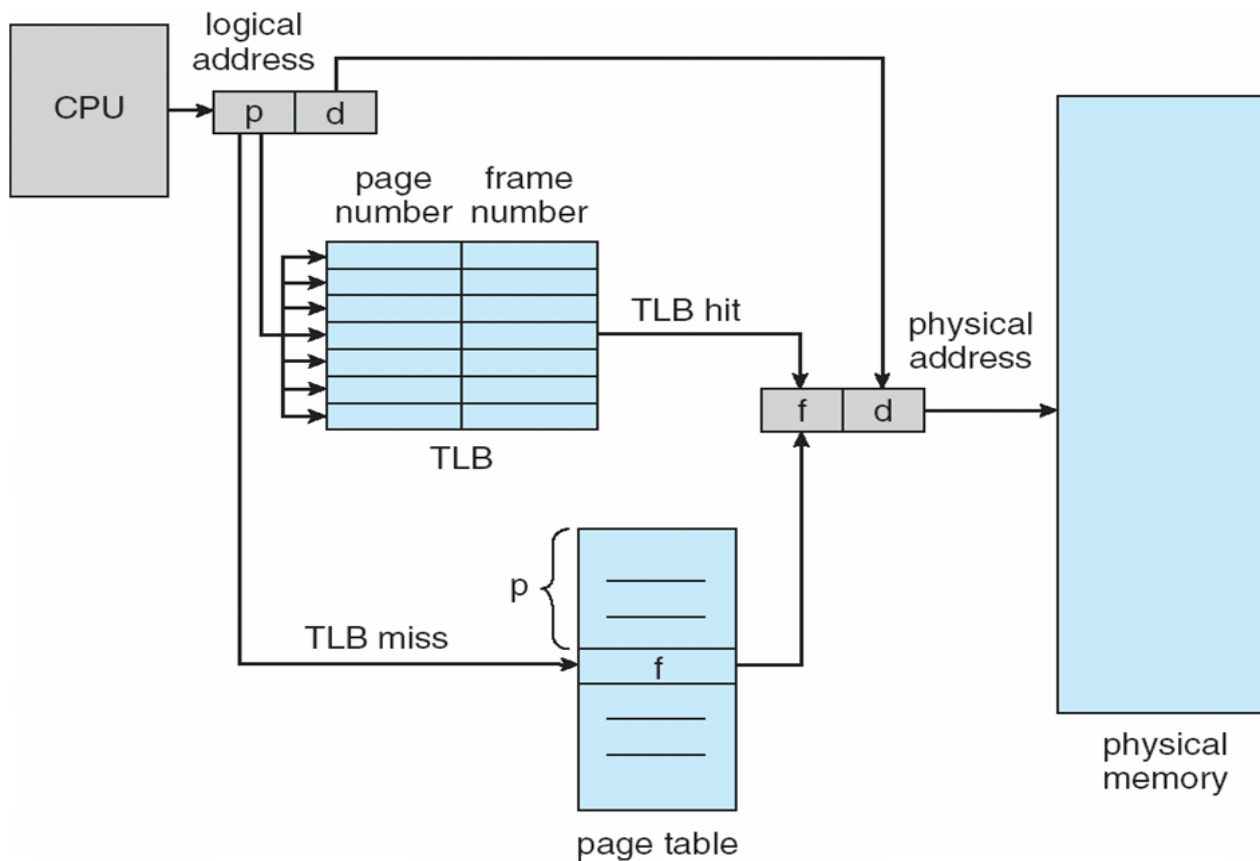 logical
address
CPU
p d
page frame
number number
TLB hit
physical
address
f d
TLB
p
TLB miss
f
physical
memory
page table